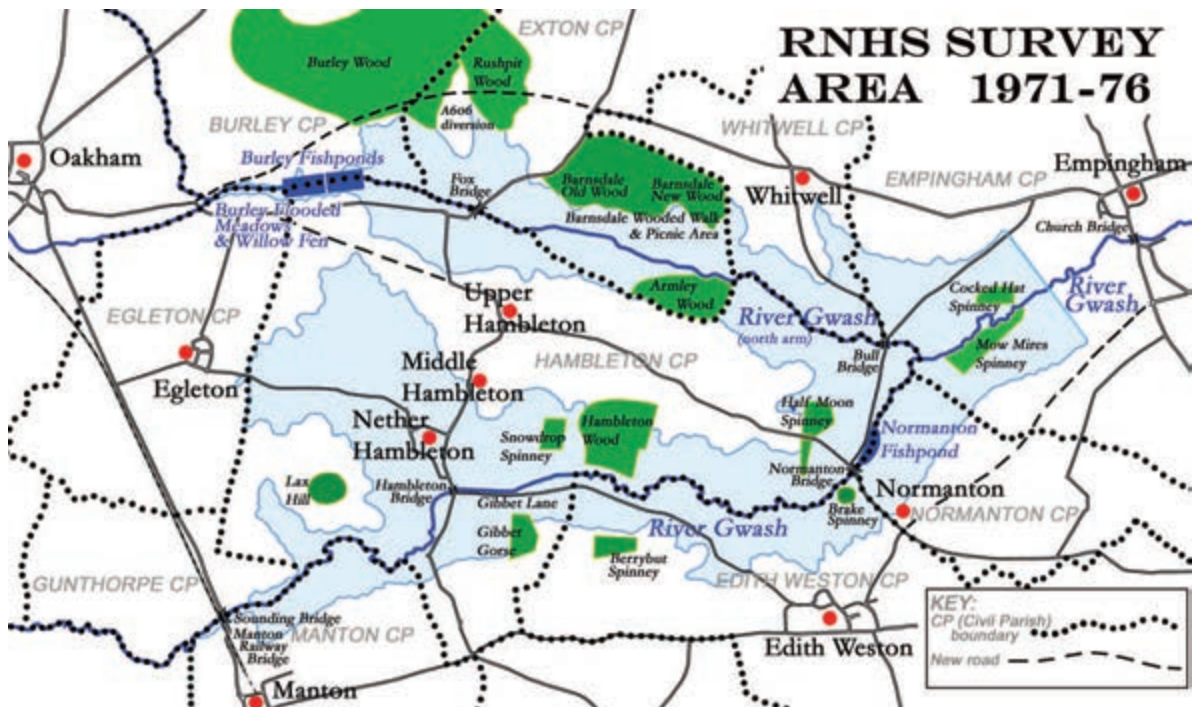 RNHS SURVEY
AREA 1971-76
EXTON CP
Burley Wood
Rushpit
Wood
A606
diversion
BURLEY CP
WHITWELL CP
Oakham
Burley Fishponds
Empingham
Fox
Bridge
Barnsdale
Old Wood
Barnsdale
New Wood
Whitwell
EMPINGHAM CP
Burley Flooded
Meadows
& Willow Fen
Barnsdale Wooded Walk
& Picnic Area
Church Bridge
Armley
Wood
Cocked Hat
Spinney
River
Gwash
Upper
Hambleton
River Gwash
(north arm)
EGLETON CP
Bull
Bridge
Mow Mires
Spinney
Middle
Hambleton
HAMBLETON CP
Egleton
Half Moon
Spinney
Nether
Hambleton
Snowdrop
Spinney
Hambleton
Wood
Normanton
Fishpond
Lax
Hill
Hambleton
Bridge
Normanton
Bridge
Gibbet Lane
Brake
Spinney
Normanton
NORMANTON CP
Gibbet
Gorse
River Gwash
Berrybut
Spinney
GUNTHORPE CP
EDITH WESTON CP
Sounding Bridge
Manton
Railway
Bridge
MANTON CP
Edith Weston
Manton
KEY:
CP (Civil Parish)
boundary
New road